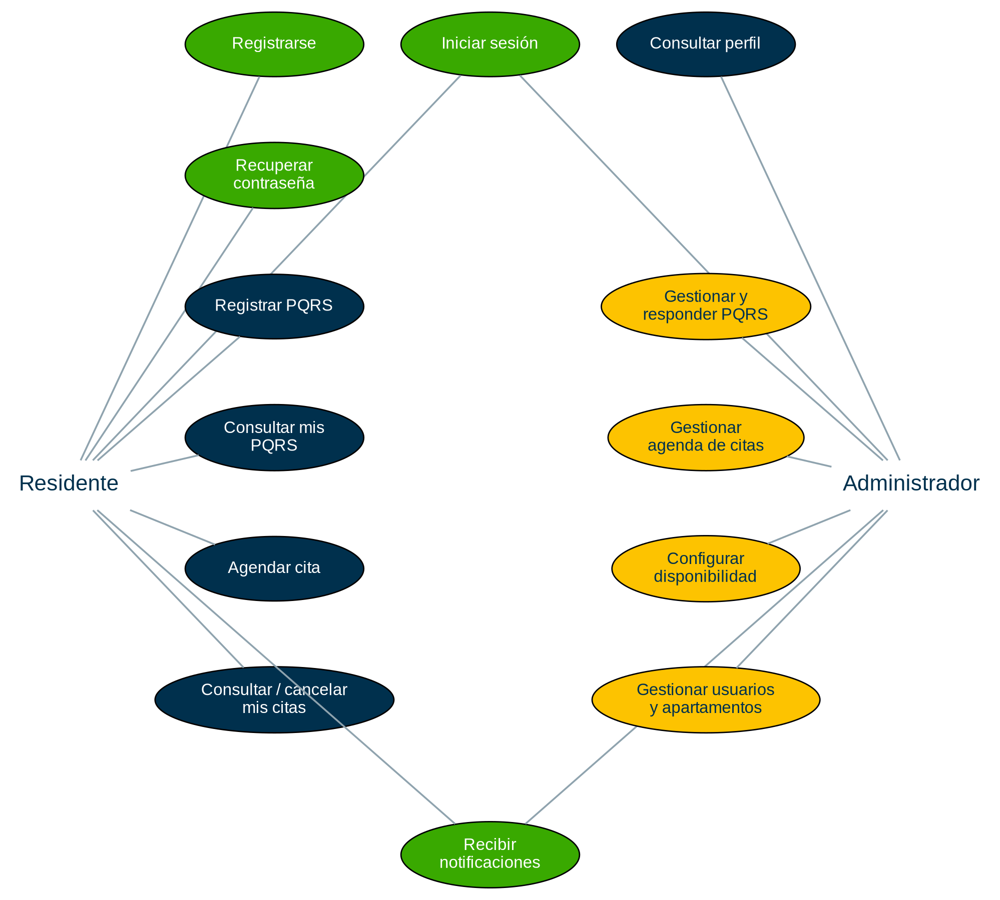 Registrarse
Iniciar sesión
Consultar perfil
Recuperar
contraseña
Registrar PQRS
Gestionar y
responder PQRS
Consultar mis
PQRS
Gestionar
agenda de citas
Residente
Administrador
Agendar cita
Configurar
disponibilidad
Consultar / cancelar
mis citas
Gestionar usuarios
y apartamentos
Recibir
notificaciones